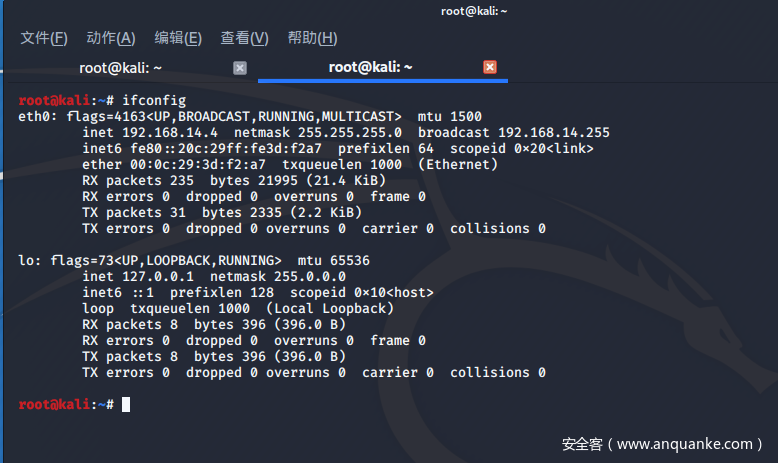 root@kali: ~
文件(F) 动作(A) 编辑(E) 查看(V) 帮助(H)
root@kali: ~ root@kali: ~
root@kali:~# ifconfig
eth0: flags=4163<UP,BROADCAST,RUNNING,MULTICAST> mtu 1500
inet 192.168.14.4 netmask 255.255.255.0 broadcast 192.168.14.255
inet6 fe80::20c:29ff:fe3d:f2a7 prefixlen 64 scopeid 0×20<link>
ether 00:0c:29:3d:f2:a7 txqueuelen 1000 (Ethernet)
RX packets 235 bytes 21995 (21.4 KiB)
RX errors 0 dropped 0 overruns 0 frame 0
TX packets 31 bytes 2335 (2.2 KiB)
TX errors 0 dropped 0 overruns 0 carrier 0 collisions 0
lo: flags=73<UP,LOOPBACK,RUNNING> mtu 65536
inet 127.0.0.1 netmask 255.0.0.0
inet6 ::1 prefixlen 128 scopeid 0×10<host>
loop txqueuelen 1000 (Local Loopback)
RX packets 8 bytes 396 (396.0 B)
RX errors 0 dropped 0 overruns 0 frame 0
TX packets 8 bytes 396 (396.0 B)
TX errors 0 dropped 0 overruns 0 carrier 0 collisions 0
root@kali:~#
安全客（www.anquanke.com）